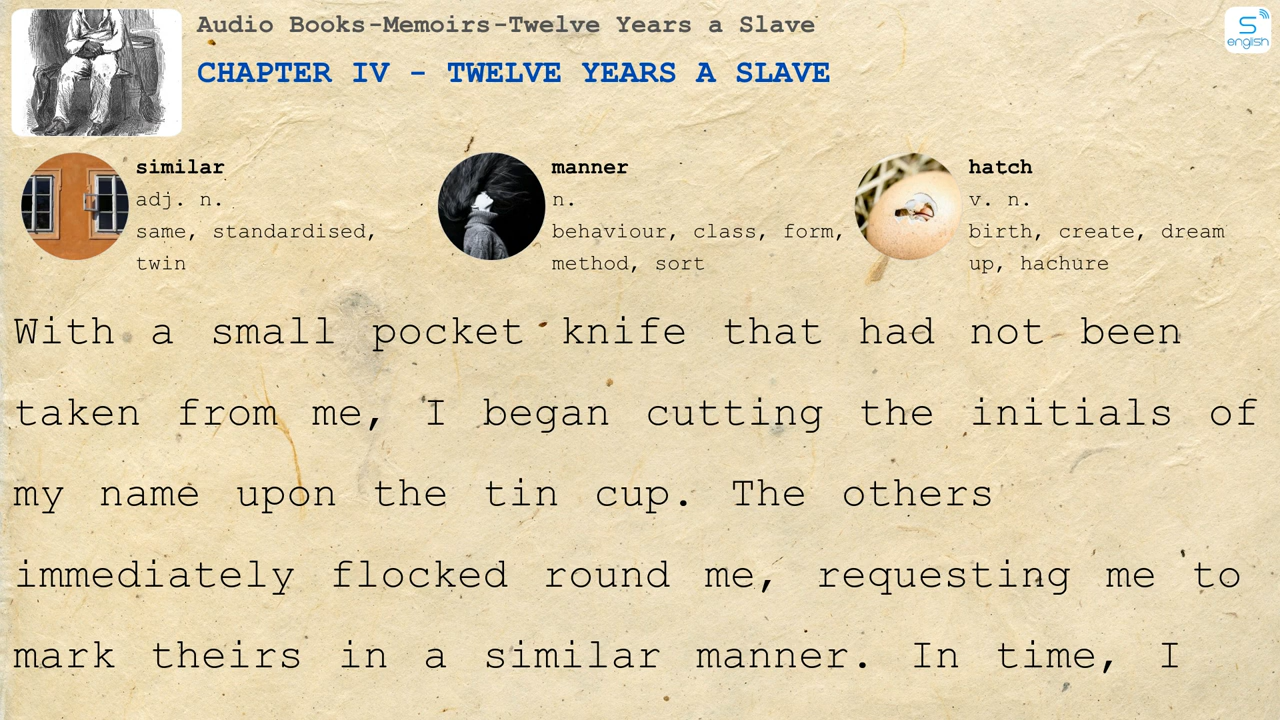 Audio Books-Memoirs-Twelve Years a Slave
CHAPTER IV - TWELVE YEARS A SLAVE
S
english
similar
adj. n.
same, standardised,
twin
manner
n.
behaviour, class, form,
method, sort
hatch
v. n.
birth, create, dream
up, hachure
With a small pocket knife that had not been
taken from me, I began cutting the initials of
my name upon the tin cup. The others
immediately flocked round me, requesting me to
mark theirs in a similar manner. In time, I